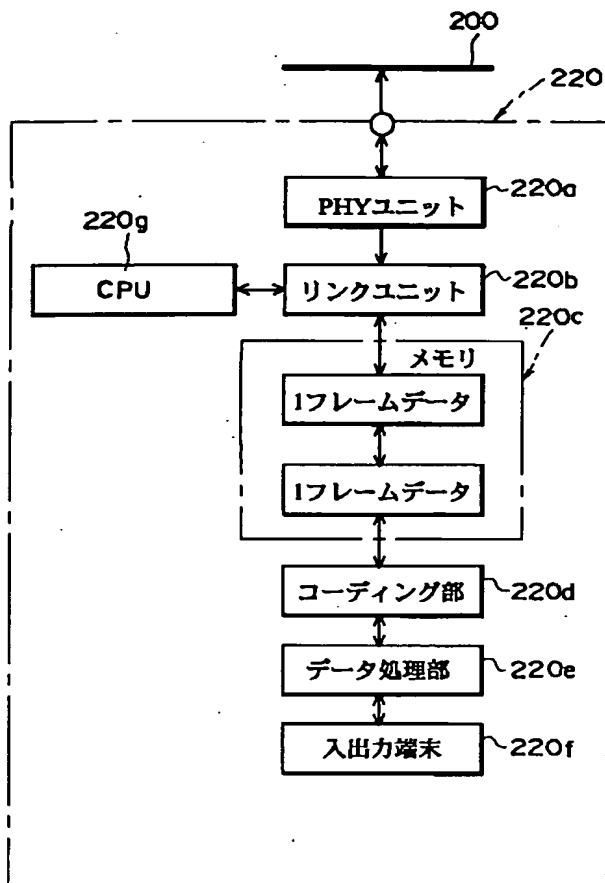 200
220
PHYユニット
220a
220g
CPU
リンクユニット
220b
220c
メモリ
1フレームデータ
1フレームデータ
コーディング部
220d
データ処理部
220e
入出力端末
220f